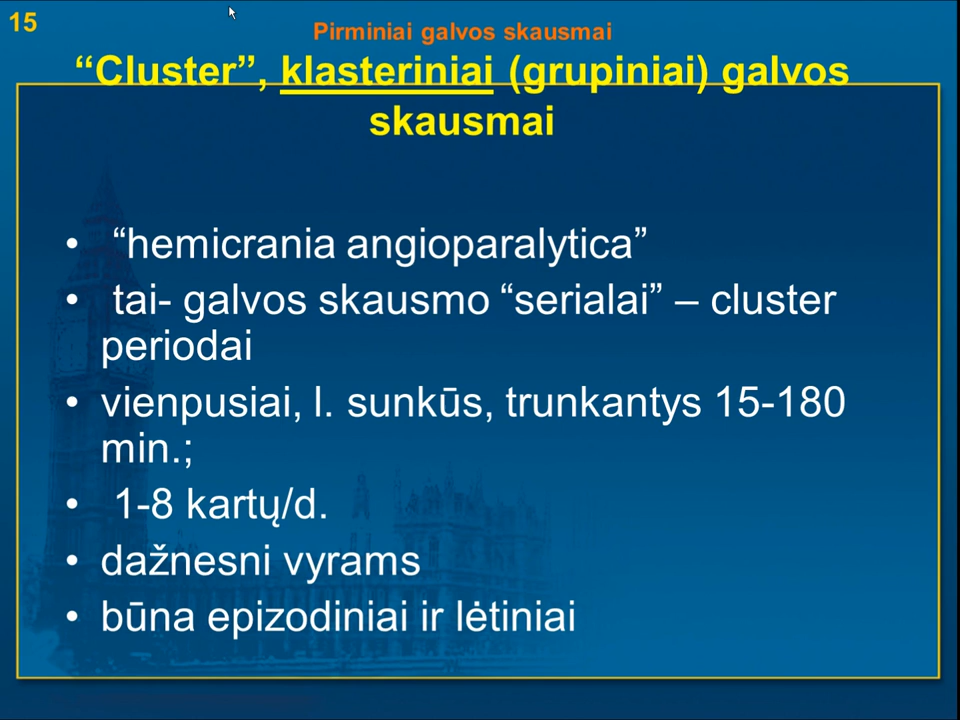 15
Pirminiai galvos skausmai
“Cluster”, klasteriniai (grupiniai) galvos
skausmai
• “hemicrania angioparalytica”
• tai- galvos skausmo “serialai” – cluster
periodai
• vienpusiai, l. sunkūs, trunkantys 15-180
min.;
• 1-8 kartų/d.
• dažnesni vyrams
• būna epizodiniai ir lėtiniai